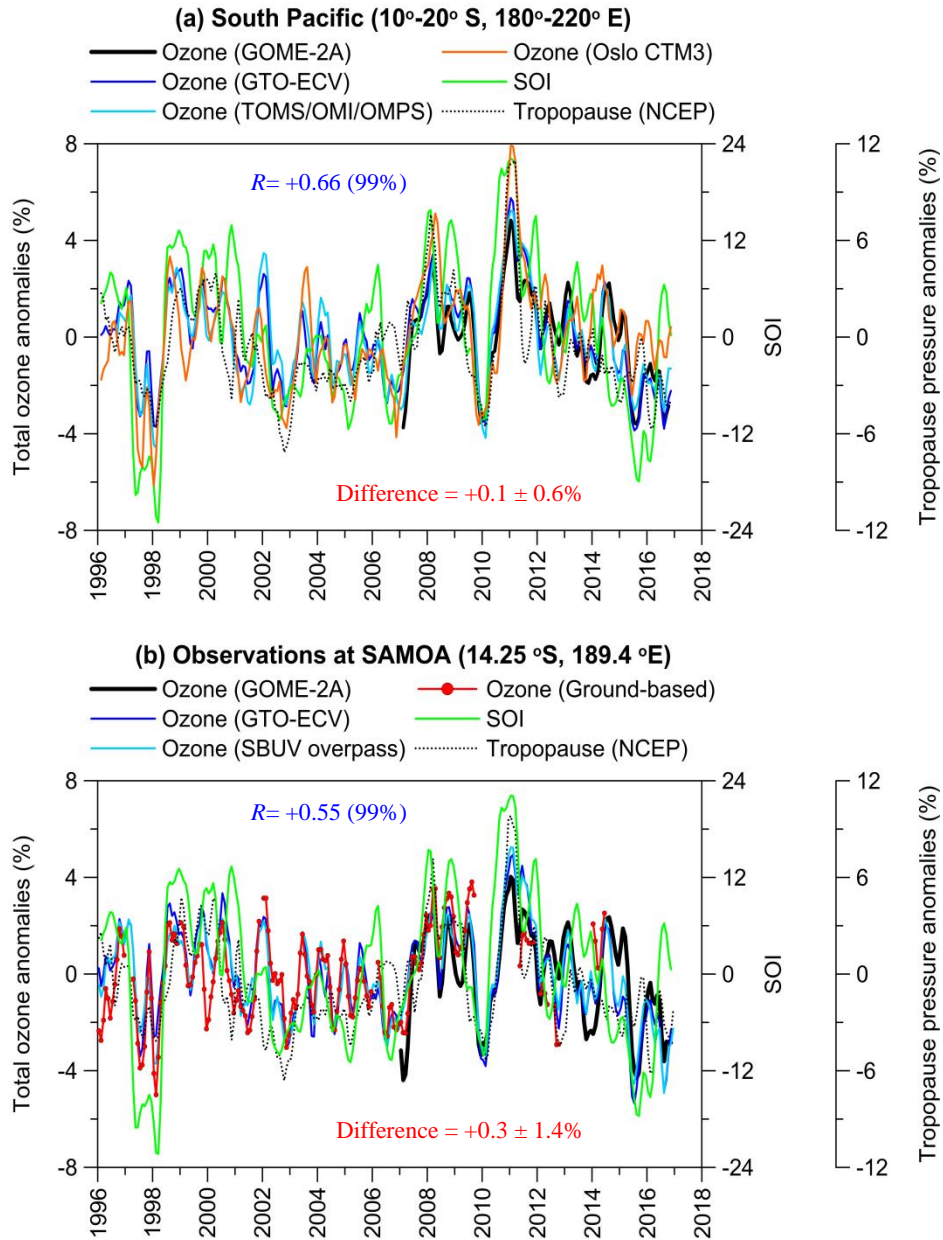 (a) South Pacific (10°-20° S, 180°-220° E)
Ozone (GOME-2A)
Ozone (GTO-ECV)
Ozone (TOMS/OMI/OMPS)
Ozone (Oslo CTM3)
SOI
Tropopause (NCEP)
R= +0.66 (99%)
Difference = +0.1 ± 0.6%
Total ozone anomalies (%)
8
4
0
-4
-8
SOI
24
12
0
-12
-24
Tropopause pressure anomalies (%)
12
6
0
-6
-12
1996 1998 2000 2002 2004 2006 2008 2010 2012 2014 2016 2018
(b) Observations at SAMOA (14.25 °S, 189.4 °E)
Ozone (GOME-2A)
Ozone (GTO-ECV)
Ozone (SBUV overpass)
Ozone (Ground-based)
SOI
Tropopause (NCEP)
R= +0.55 (99%)
Difference = +0.3 ± 1.4%
Total ozone anomalies (%)
8
4
0
-4
-8
SOI
24
12
0
-12
-24
Tropopause pressure anomalies (%)
12
6
0
-6
-12
1996 1998 2000 2002 2004 2006 2008 2010 2012 2014 2016 2018